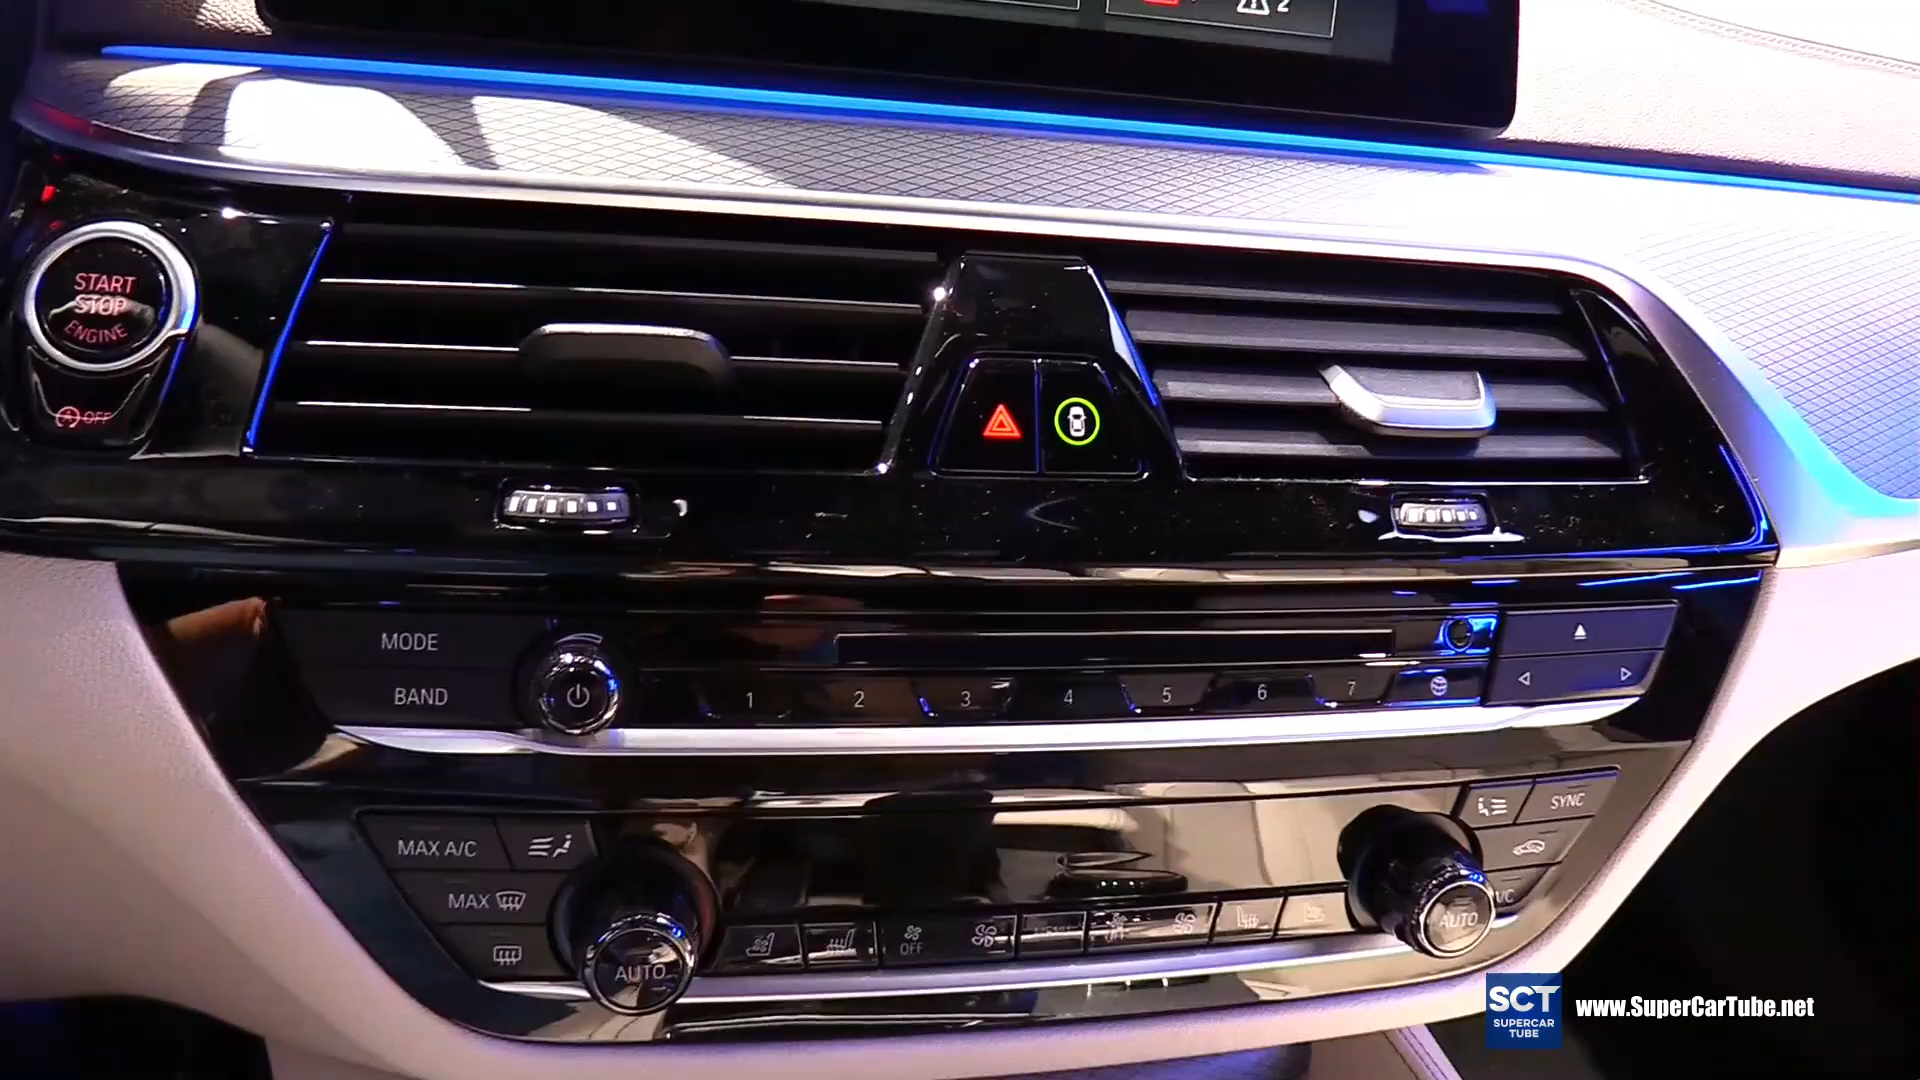 2
START
STOP
ENGINE
OFF
MODE
BAND
1 2 3 4 5 6 7
MAX A/C
SYNC
MAX
OFF
AUTO
AUTO
SCT
SUPERCAR
TUBE
www.SuperCarTube.net